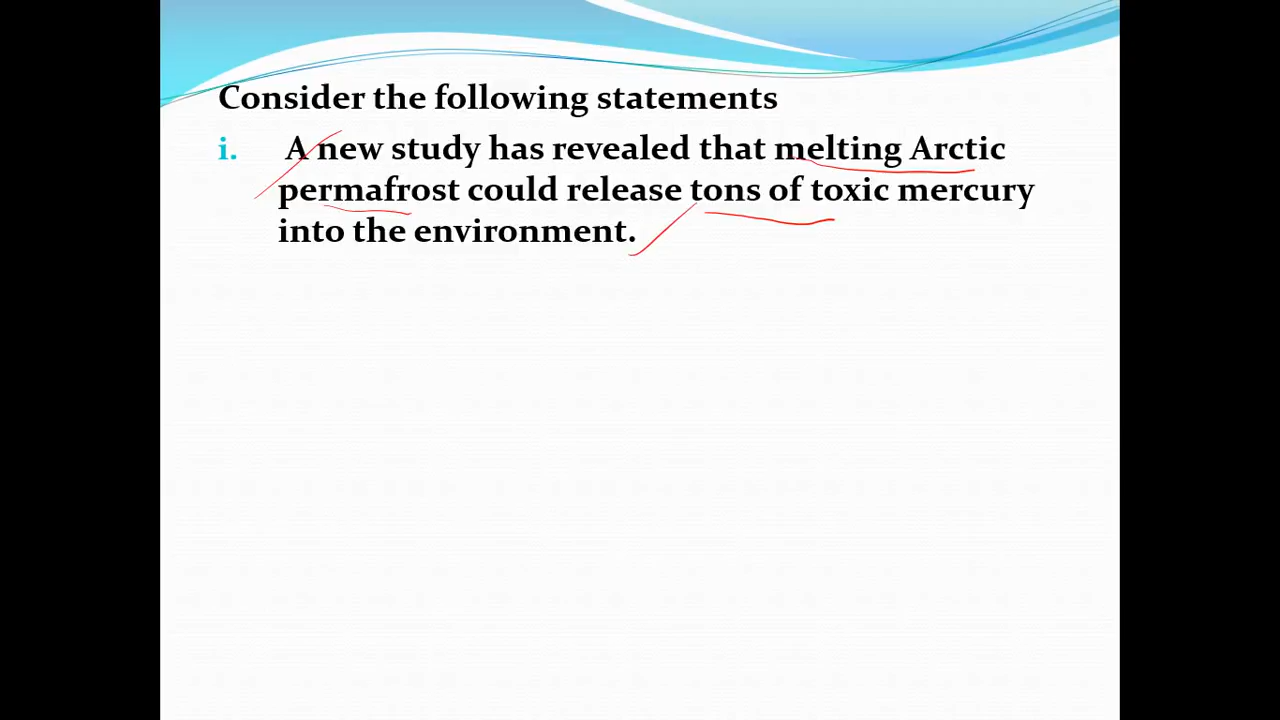 Consider the following statements
i. A new study has revealed that melting Arctic
permafrost could release tons of toxic mercury
into the environment.